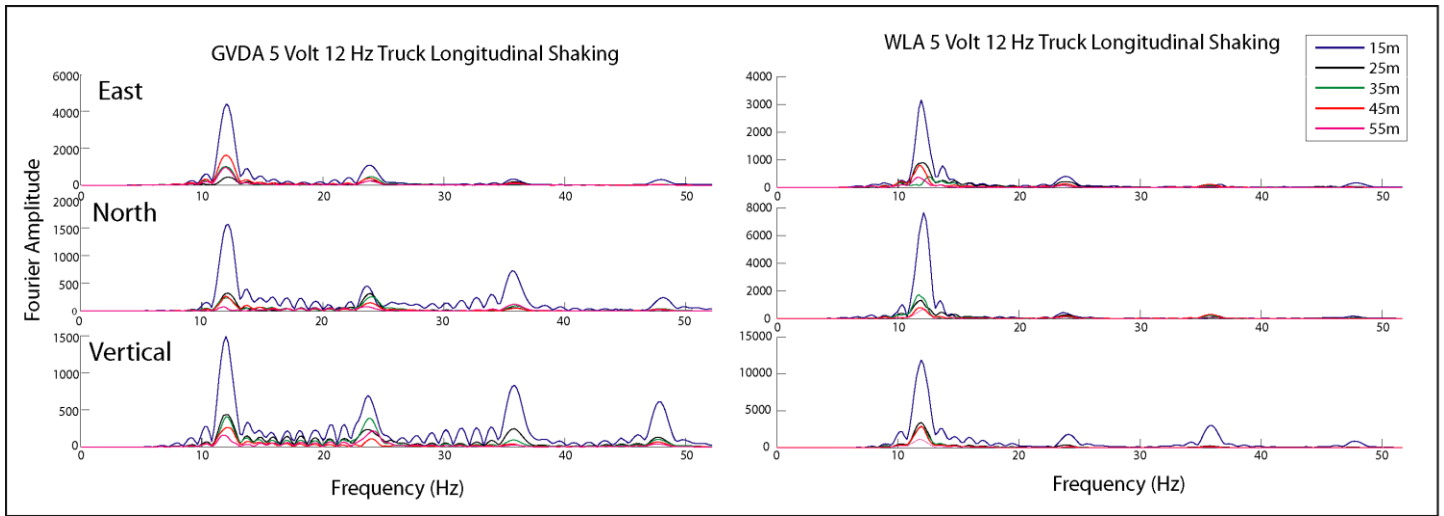 GVDA 5 Volt 12 Hz Truck Longitudinal Shaking
WLA 5 Volt 12 Hz Truck Longitudinal Shaking
15m
25m
35m
45m
55m
Fourier Amplitude
East
6000
4000
2000
0
0 10 20 30 40 50
North
2000
1500
1000
500
0
0 10 20 30 40 50
Vertical
1500
1000
500
0
0 10 20 30 40 50
Frequency (Hz)
4000
3000
2000
1000
0
0 10 20 30 40 50
8000
6000
4000
2000
0
0 10 20 30 40 50
15000
10000
5000
0
0 10 20 30 40 50
Frequency (Hz)